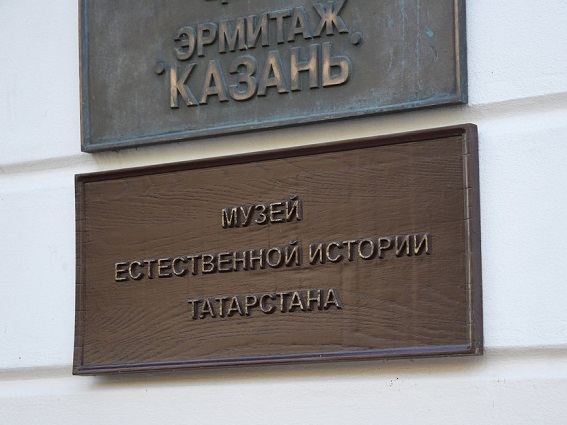 ЭРМИТАЖ
КАЗАНЬ
МУЗЕЙ
ЕСТЕСТВЕННОЙ ИСТОРИИ
ТАТАРСТАНА